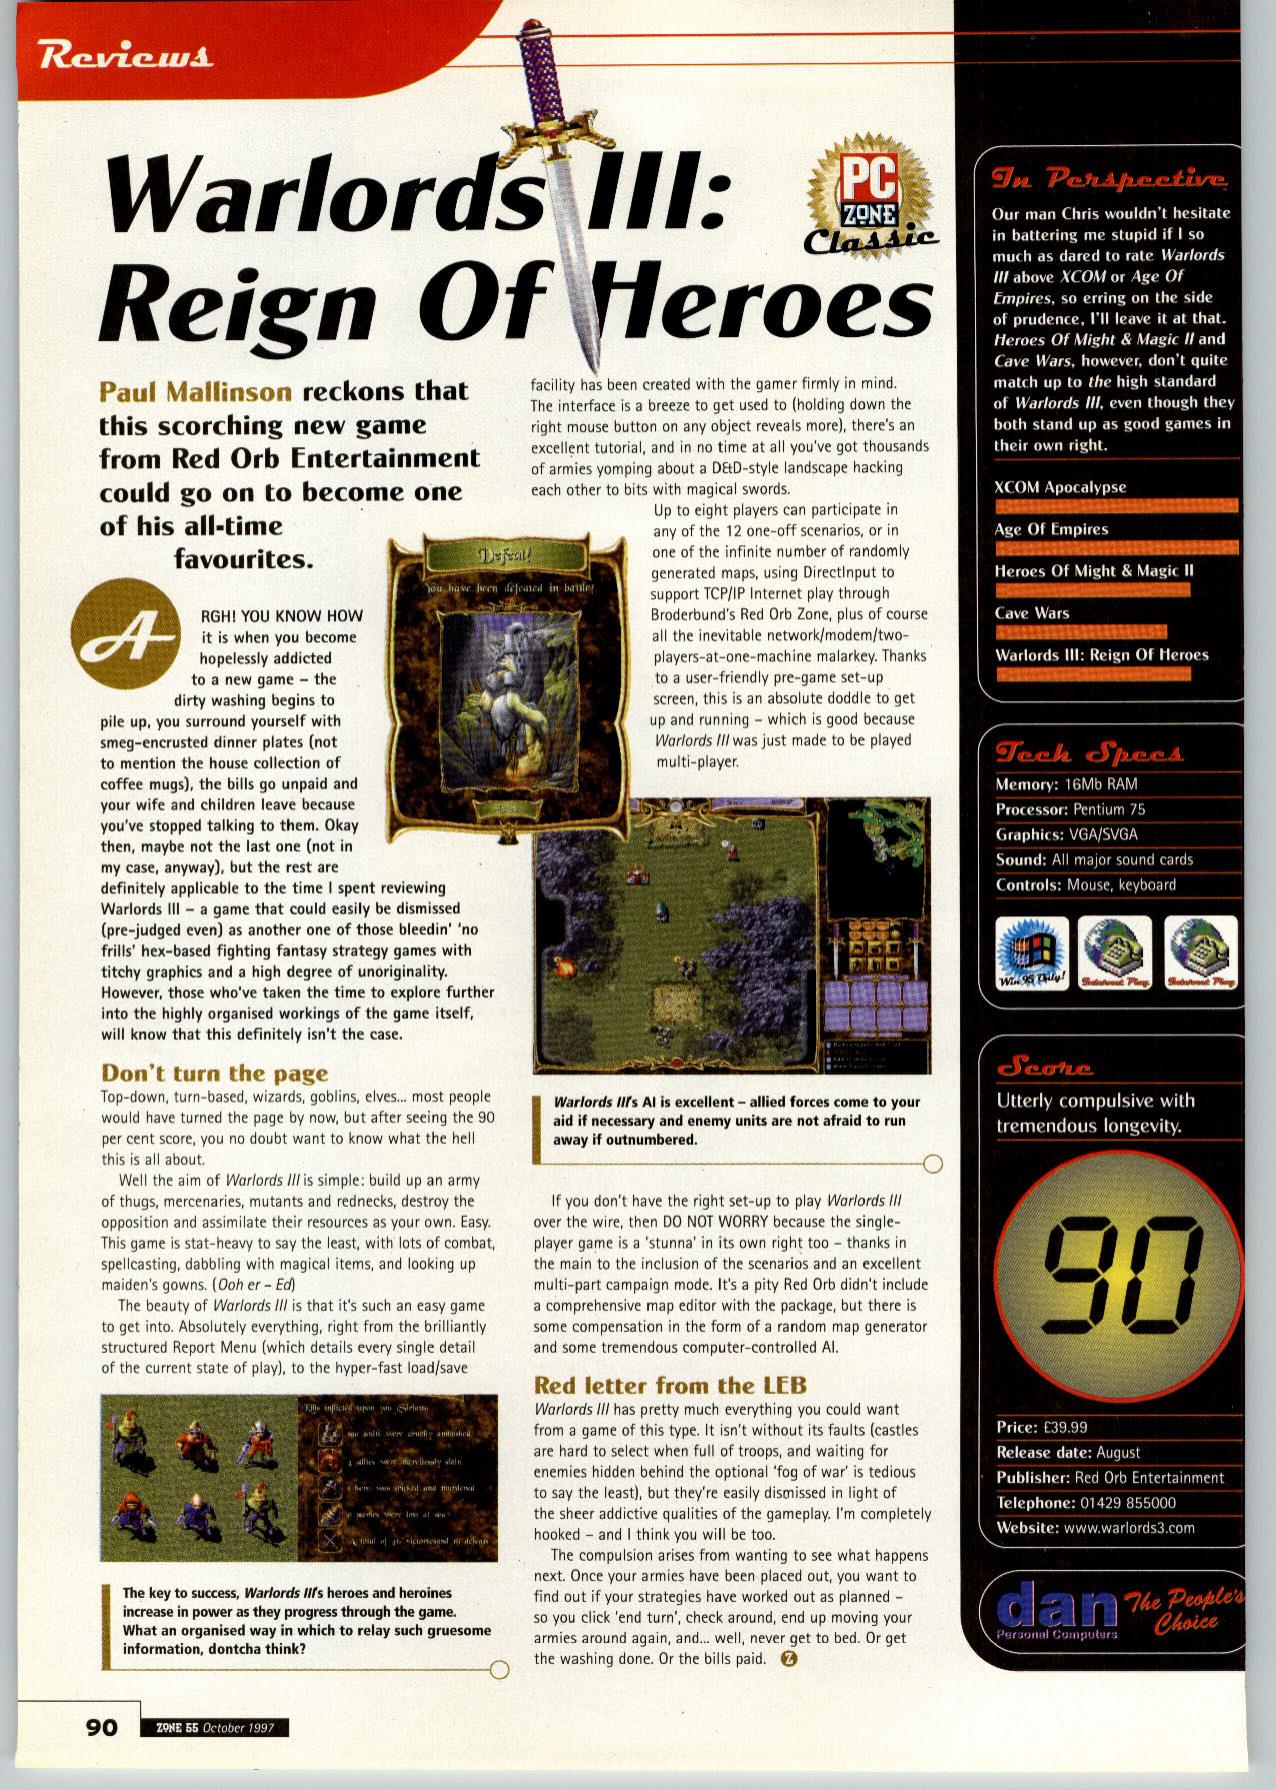 Reviews
Warlords III:
Reign Of Heroes
PC
ZONE
Classic
Paul Mallinson reckons that
this scorching new game
from Red Orb Entertainment
could go on to become one
of his all-time
favourites.
A
RGH! YOU KNOW HOW
it is when you become
hopelessly addicted
to a new game – the
dirty washing begins to
pile up, you surround yourself with
smeg-encrusted dinner plates (not
to mention the house collection of
coffee mugs), the bills go unpaid and
your wife and children leave because
you've stopped talking to them. Okay
then, maybe not the last one (not in
my case, anyway), but the rest are
definitely applicable to the time I spent reviewing
Warlords III – a game that could easily be dismissed
(pre-judged even) as another one of those bleedin' 'no
frills' hex-based fighting fantasy strategy games with
titchy graphics and a high degree of unoriginality.
However, those who've taken the time to explore further
into the highly organised workings of the game itself,
will know that this definitely isn't the case.
Don't turn the page
Top-down, turn-based, wizards, goblins, elves... most people
would have turned the page by now, but after seeing the 90
per cent score, you no doubt want to know what the hell
this is all about.
Well the aim of Warlords III is simple: build up an army
of thugs, mercenaries, mutants and rednecks, destroy the
opposition and assimilate their resources as your own. Easy.
This game is stat-heavy to say the least, with lots of combat,
spellcasting, dabbling with magical items, and looking up
maiden's gowns. (Ooh er – Ed)
The beauty of Warlords III is that it's such an easy game
to get into. Absolutely everything, right from the brilliantly
structured Report Menu (which details every single detail
of the current state of play), to the hyper-fast load/save
Kills inflicted upon you
4 allies were mercilessly slain
1 hero was tricked and murdered
The key to success, Warlords III's heroes and heroines
increase in power as they progress through the game.
What an organised way in which to relay such gruesome
information, dontcha think?
facility has been created with the gamer firmly in mind.
The interface is a breeze to get used to (holding down the
right mouse button on any object reveals more), there's an
excellent tutorial, and in no time at all you've got thousands
of armies yomping about a D&D-style landscape hacking
each other to bits with magical swords.
Up to eight players can participate in
any of the 12 one-off scenarios, or in
one of the infinite number of randomly
generated maps, using DirectInput to
support TCP/IP Internet play through
Broderbund's Red Orb Zone, plus of course
all the inevitable network/modem/two-
players-at-one-machine malarkey. Thanks
to a user-friendly pre-game set-up
screen, this is an absolute doddle to get
up and running – which is good because
Warlords III was just made to be played
multi-player.
Defeat!
You have been defeated in battle!
Warlords III's AI is excellent – allied forces come to your
aid if necessary and enemy units are not afraid to run
away if outnumbered.
If you don't have the right set-up to play Warlords III
over the wire, then DO NOT WORRY because the single-
player game is a 'stunna' in its own right too – thanks in
the main to the inclusion of the scenarios and an excellent
multi-part campaign mode. It's a pity Red Orb didn't include
a comprehensive map editor with the package, but there is
some compensation in the form of a random map generator
and some tremendous computer-controlled AI.
Red letter from the LEB
Warlords III has pretty much everything you could want
from a game of this type. It isn't without its faults (castles
are hard to select when full of troops, and waiting for
enemies hidden behind the optional 'fog of war' is tedious
to say the least), but they're easily dismissed in light of
the sheer addictive qualities of the gameplay. I'm completely
hooked – and I think you will be too.
The compulsion arises from wanting to see what happens
next. Once your armies have been placed out, you want to
find out if your strategies have worked out as planned –
so you click 'end turn', check around, end up moving your
armies around again, and... well, never get to bed. Or get
the washing done. Or the bills paid. Z
In Perspective
Our man Chris wouldn't hesitate
in battering me stupid if I so
much as dared to rate Warlords
III above XCOM or Age Of
Empires, so erring on the side
of prudence, I'll leave it at that.
Heroes Of Might & Magic II and
Cave Wars, however, don't quite
match up to the high standard
of Warlords III, even though they
both stand up as good games in
their own right.
XCOM Apocalypse
Age Of Empires
Heroes Of Might & Magic II
Cave Wars
Warlords III: Reign Of Heroes
Tech Specs
Memory: 16Mb RAM
Processor: Pentium 75
Graphics: VGA/SVGA
Sound: All major sound cards
Controls: Mouse, keyboard
Win 95 Only!
Internet Play
Internet Play
Score
Utterly compulsive with
tremendous longevity.
90
Price: £39.99
Release date: August
Publisher: Red Orb Entertainment
Telephone: 01429 855000
Website: www.warlords3.com
dan
Personal Computers
The People's
Choice
90
ZONE 55 October 1997